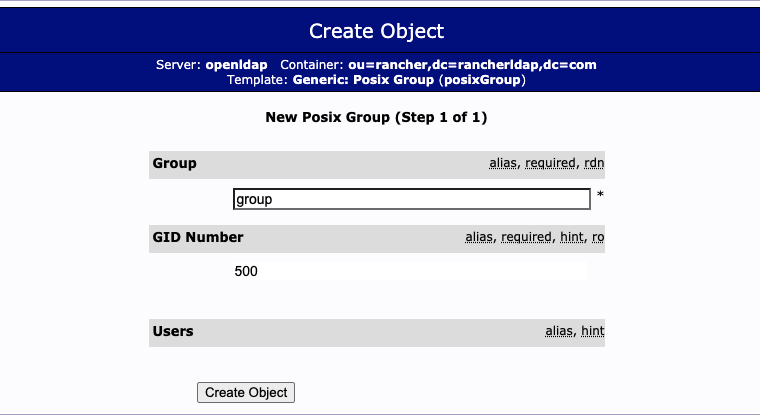 Create Object
Server: openldap Container: ou=rancher,dc=rancherldap,dc=com
Template: Generic: Posix Group (posixGroup)
New Posix Group (Step 1 of 1)
Group alias, required, rdn
group *
GID Number alias, required, hint, ro
500
Users alias, hint
Create Object